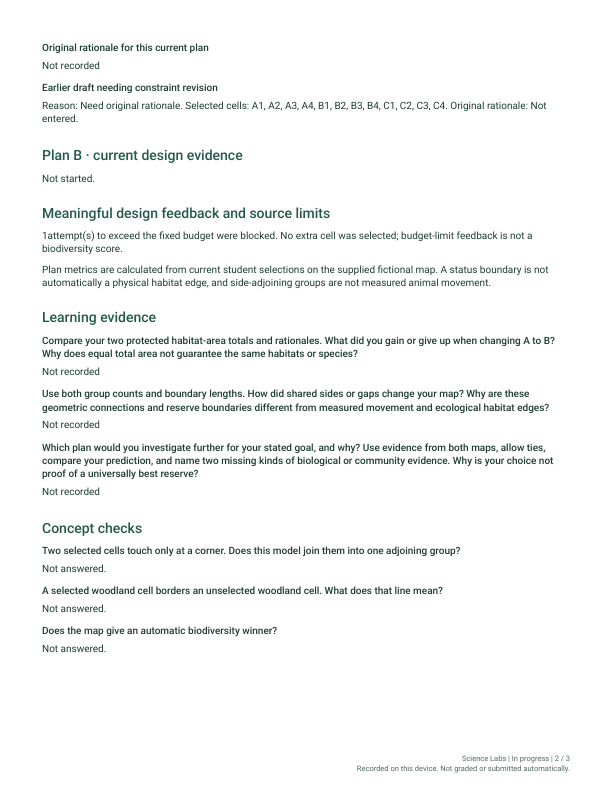 Original rationale for this current plan
Not recorded
Earlier draft needing constraint revision
Reason: Need original rationale. Selected cells: A1, A2, A3, A4, B1, B2, B3, B4, C1, C2, C3, C4. Original rationale: Not
entered.
Plan B · current design evidence
Not started.
Meaningful design feedback and source limits
1attempt(s) to exceed the fixed budget were blocked. No extra cell was selected; budget-limit feedback is not a
biodiversity score.
Plan metrics are calculated from current student selections on the supplied fictional map. A status boundary is not
automatically a physical habitat edge, and side-adjoining groups are not measured animal movement.
Learning evidence
Compare your two protected habitat-area totals and rationales. What did you gain or give up when changing A to B?
Why does equal total area not guarantee the same habitats or species?
Not recorded
Use both group counts and boundary lengths. How did shared sides or gaps change your map? Why are these
geometric connections and reserve boundaries different from measured movement and ecological habitat edges?
Not recorded
Which plan would you investigate further for your stated goal, and why? Use evidence from both maps, allow ties,
compare your prediction, and name two missing kinds of biological or community evidence. Why is your choice not
proof of a universally best reserve?
Not recorded
Concept checks
Two selected cells touch only at a corner. Does this model join them into one adjoining group?
Not answered.
A selected woodland cell borders an unselected woodland cell. What does that line mean?
Not answered.
Does the map give an automatic biodiversity winner?
Not answered.
Science Labs | In progress | 2 / 3
Recorded on this device. Not graded or submitted automatically.